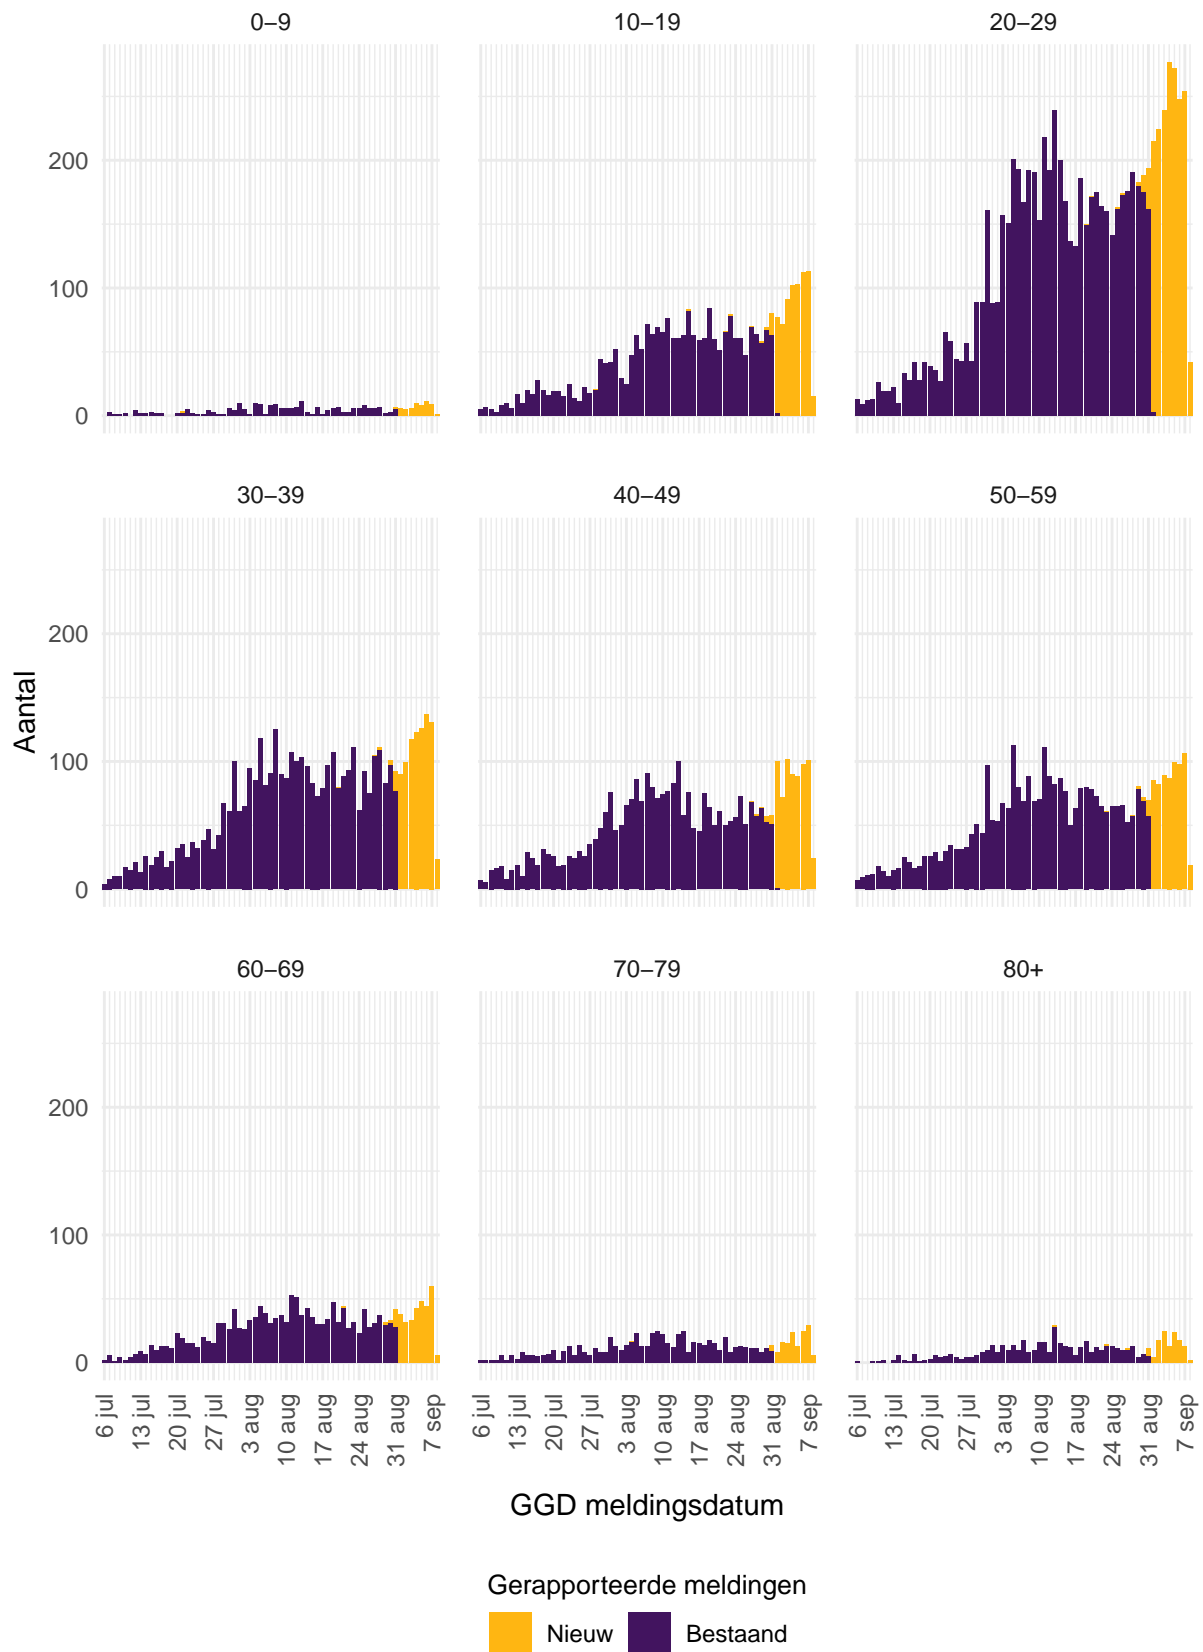 0–9 10–19 20–29
200
100
0
30–39 40–49 50–59
200
100
0
Aantal
60–69 70–79 80+
200
100
0
6 jul 13 jul 20 jul 27 jul 3 aug 10 aug 17 aug 24 aug 31 aug 7 sep 6 jul 13 jul 20 jul 27 jul 3 aug 10 aug 17 aug 24 aug 31 aug 7 sep 6 jul 13 jul 20 jul 27 jul 3 aug 10 aug 17 aug 24 aug 31 aug 7 sep
GGD meldingsdatum
Gerapporteerde meldingen
Nieuw Bestaand